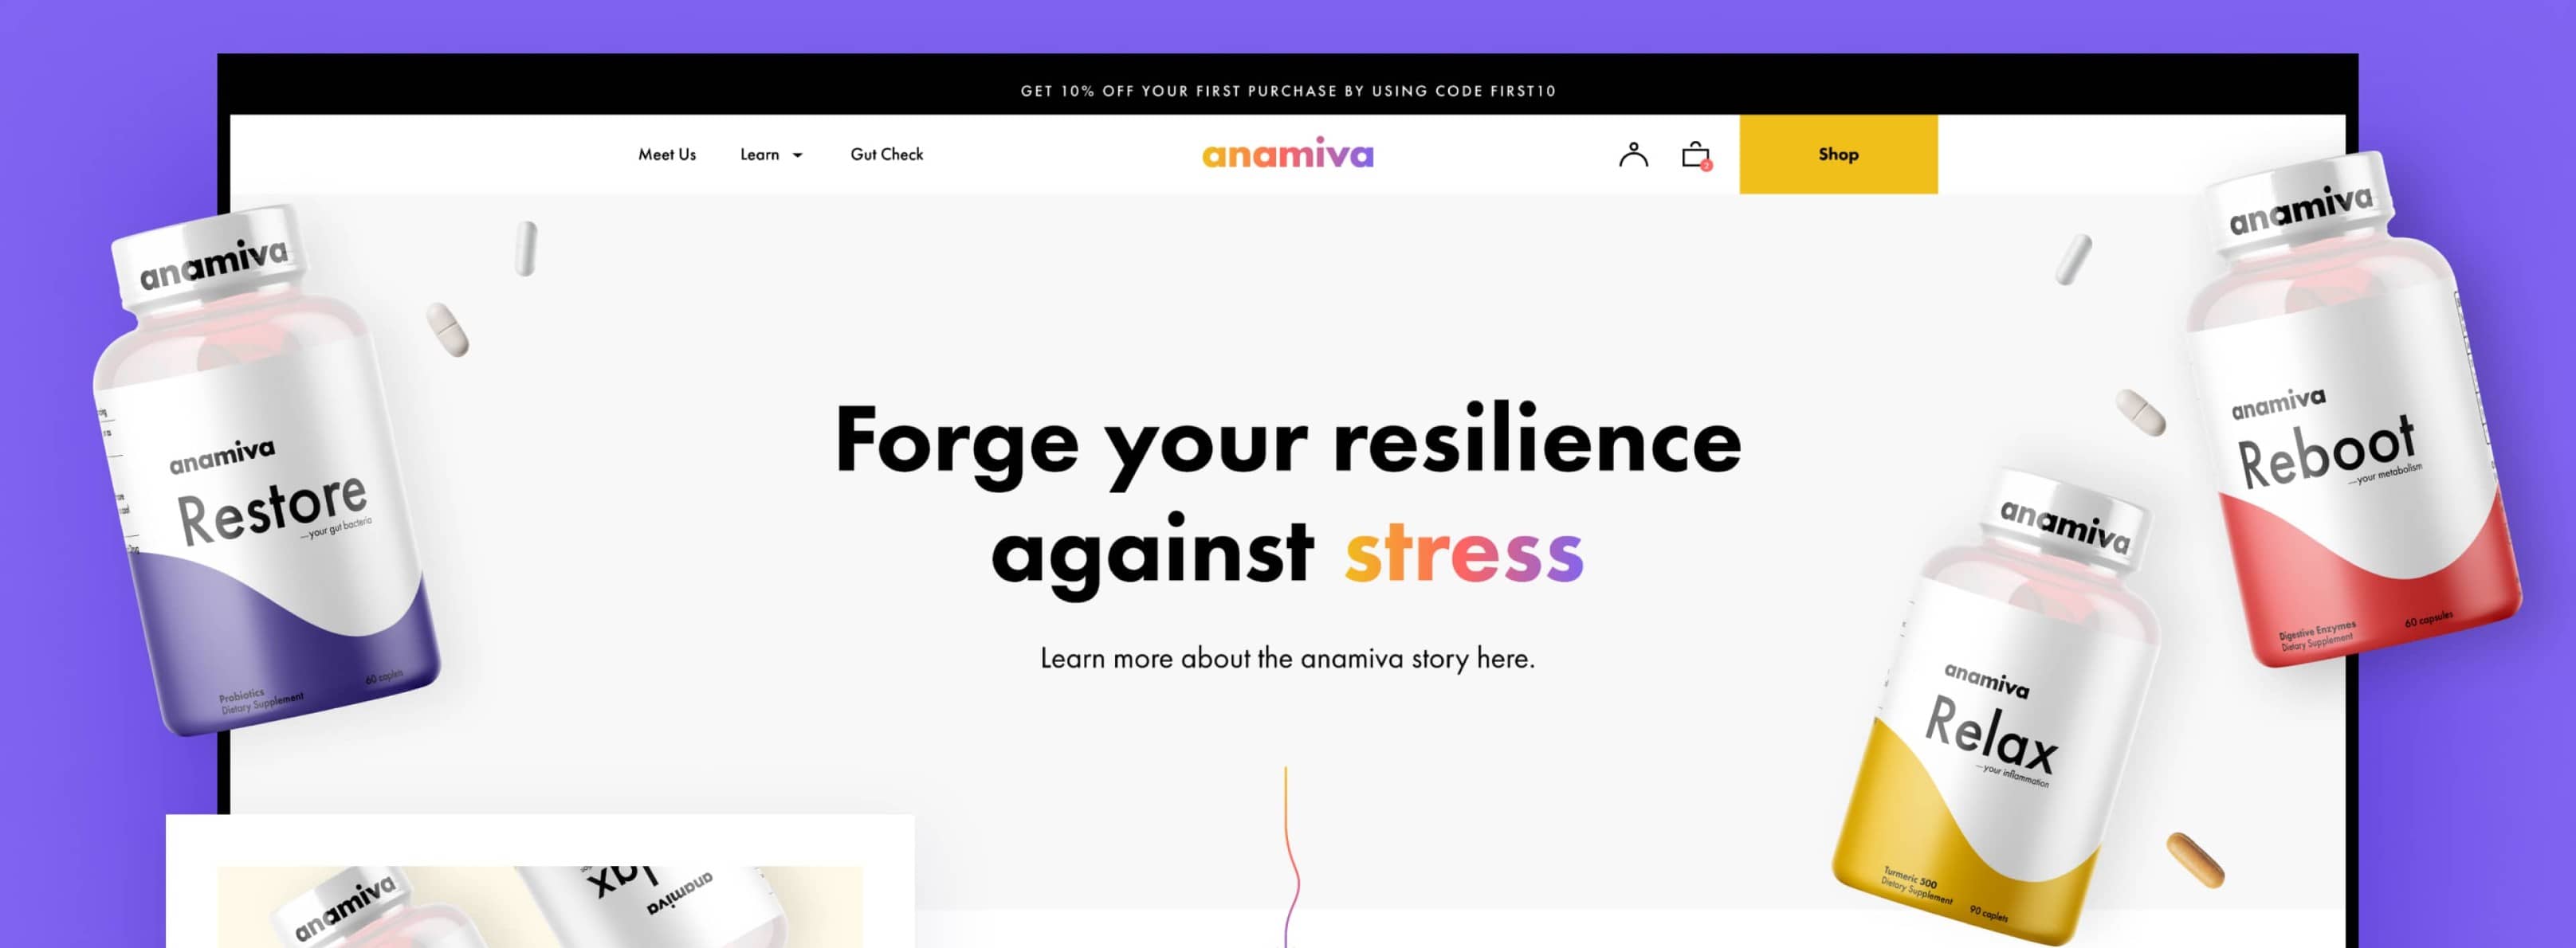 GET 10% OFF YOUR FIRST PURCHASE BY USING CODE FIRST10
Meet Us
Learn
Gut Check
anamiva
Shop
Forge your resilience
against stress
Learn more about the anamiva story here.
anamiva
anamiva
Restore
—your gut bacteria
Probiotics
Dietary Supplement
60 caplets
anamiva
anamiva
Relax
—your inflammation
Turmeric 500
Dietary Supplement
90 caplets
anamiva
anamiva
Reboot
—your metabolism
Digestive Enzymes
Dietary Supplement
60 capsules
anamiva
anamiva